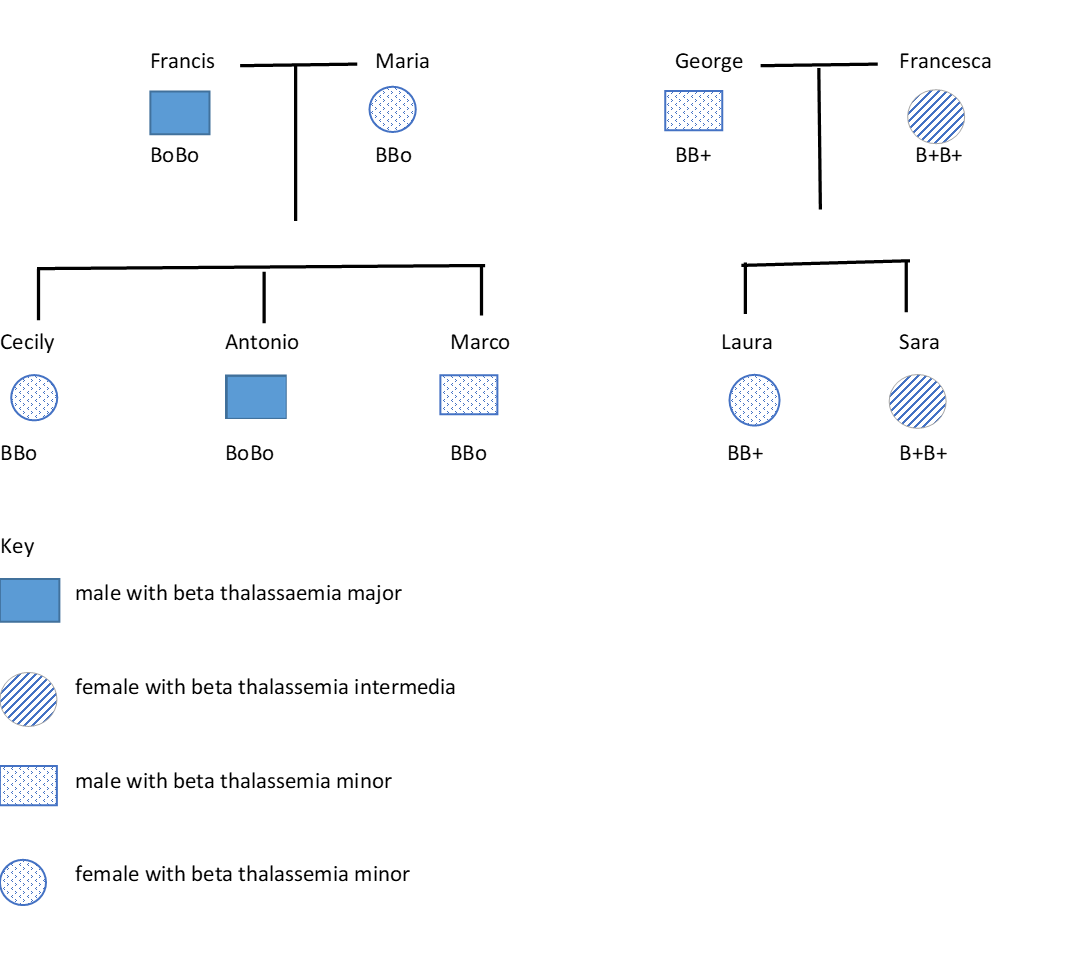 Francis Maria George Francesca
BoBo BBo BB+ B+B+
Cecily Antonio Marco Laura Sara
BBo BoBo BBo BB+ B+B+
Key
male with beta thalassaemia major
female with beta thalassemia intermedia
male with beta thalassemia minor
female with beta thalassemia minor